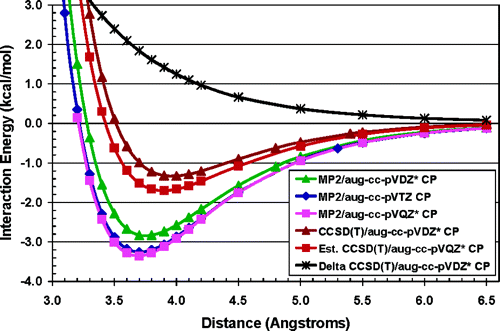 3.0
2.0
1.0
0.0
-1.0
-2.0
-3.0
-4.0
Interaction Energy (kcal/mol)
MP2/aug-cc-pVDZ* CP
MP2/aug-cc-pVTZ CP
MP2/aug-cc-pVQZ* CP
CCSD(T)/aug-cc-pVDZ* CP
Est. CCSD(T)/aug-cc-pVQZ* CP
Delta CCSD(T)/aug-cc-pVDZ* CP
3.0 3.5 4.0 4.5 5.0 5.5 6.0 6.5
Distance (Angstroms)